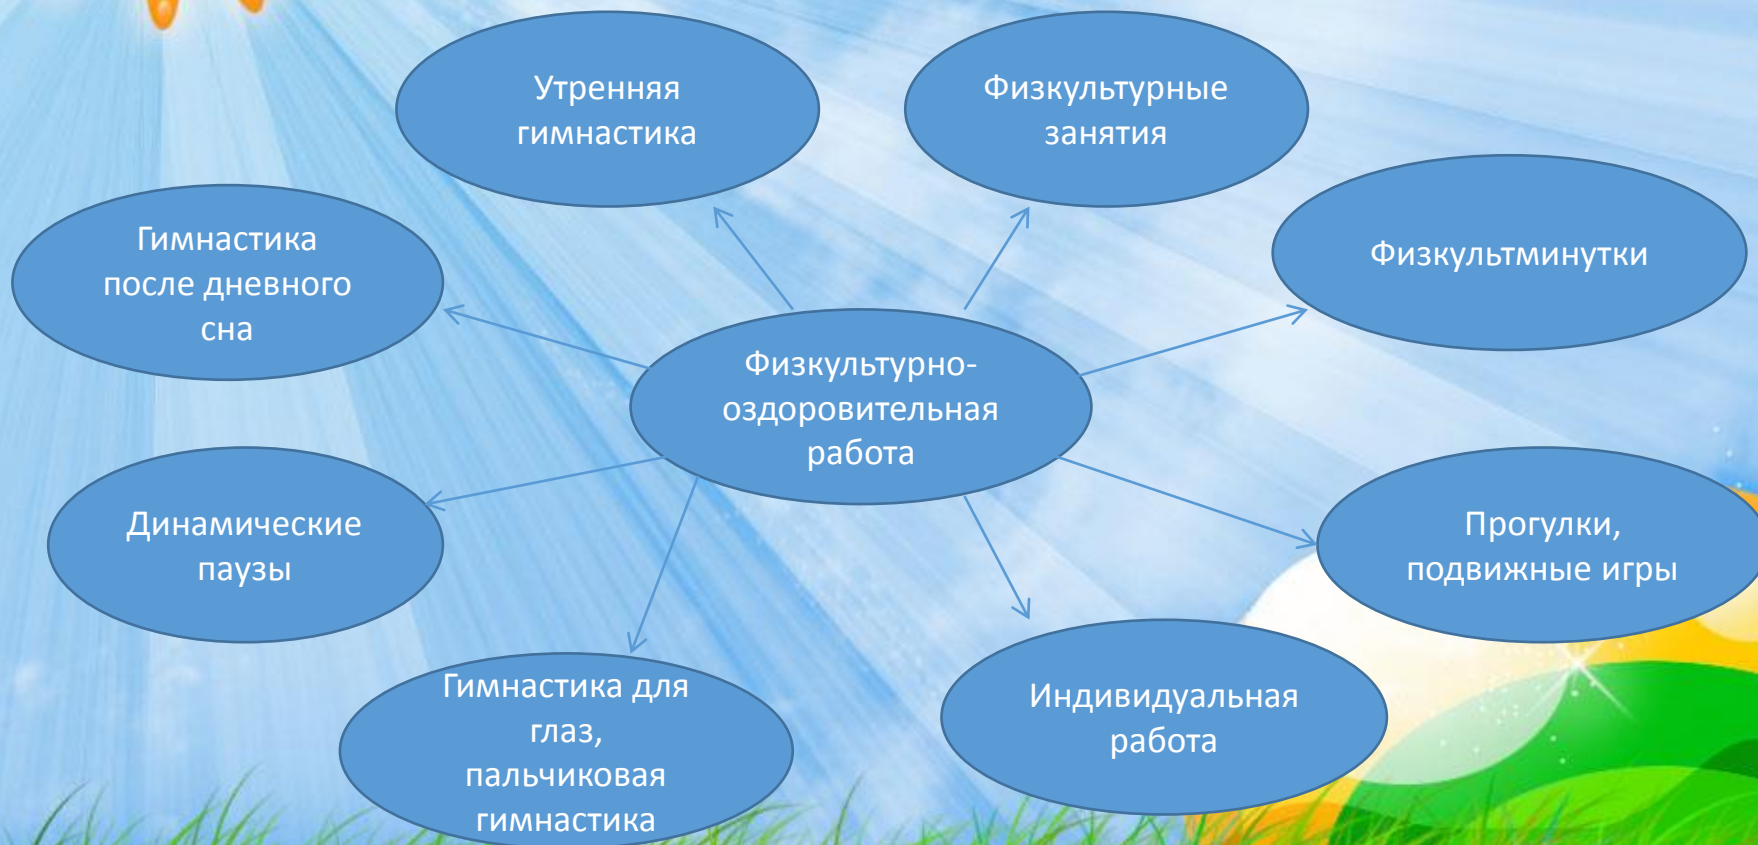 Утренняя
гимнастика
Физкультурные
занятия
Гимнастика
после дневного
сна
Физкультминутки
Физкультурно-
оздоровительная
работа
Динамические
паузы
Прогулки,
подвижные игры
Гимнастика для
глаз,
пальчиковая
гимнастика
Индивидуальная
работа